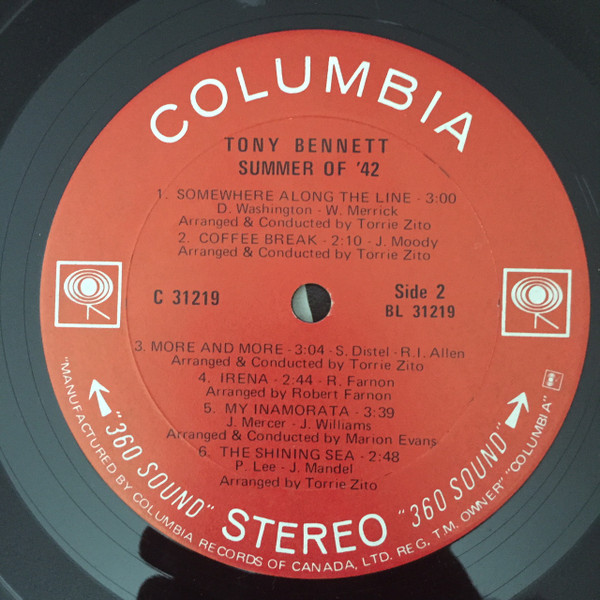 COLUMBIA
TONY BENNETT
SUMMER OF '42
1. SOMEWHERE ALONG THE LINE - 3:00
D. Washington - W. Merrick
Arranged & Conducted by Torrie Zito
2. COFFEE BREAK - 2:10 - J. Moody
Arranged & Conducted by Torrie Zito
C 31219
Side 2
BL 31219
3. MORE AND MORE - 3:04 - S. Distel - R.I. Allen
Arranged & Conducted by Torrie Zito
4. IRENA - 2:44 - R. Farnon
Arranged by Robert Farnon
5. MY INAMORATA - 3:39
J. Mercer - J. Williams
Arranged & Conducted by Marion Evans
6. THE SHINING SEA - 2:48
P. Lee - J. Mandel
Arranged by Torrie Zito
"360 SOUND" STEREO "360 SOUND"
"MANUFACTURED BY COLUMBIA RECORDS OF CANADA, LTD. REG. T.M. OWNER" "COLUMBIA"